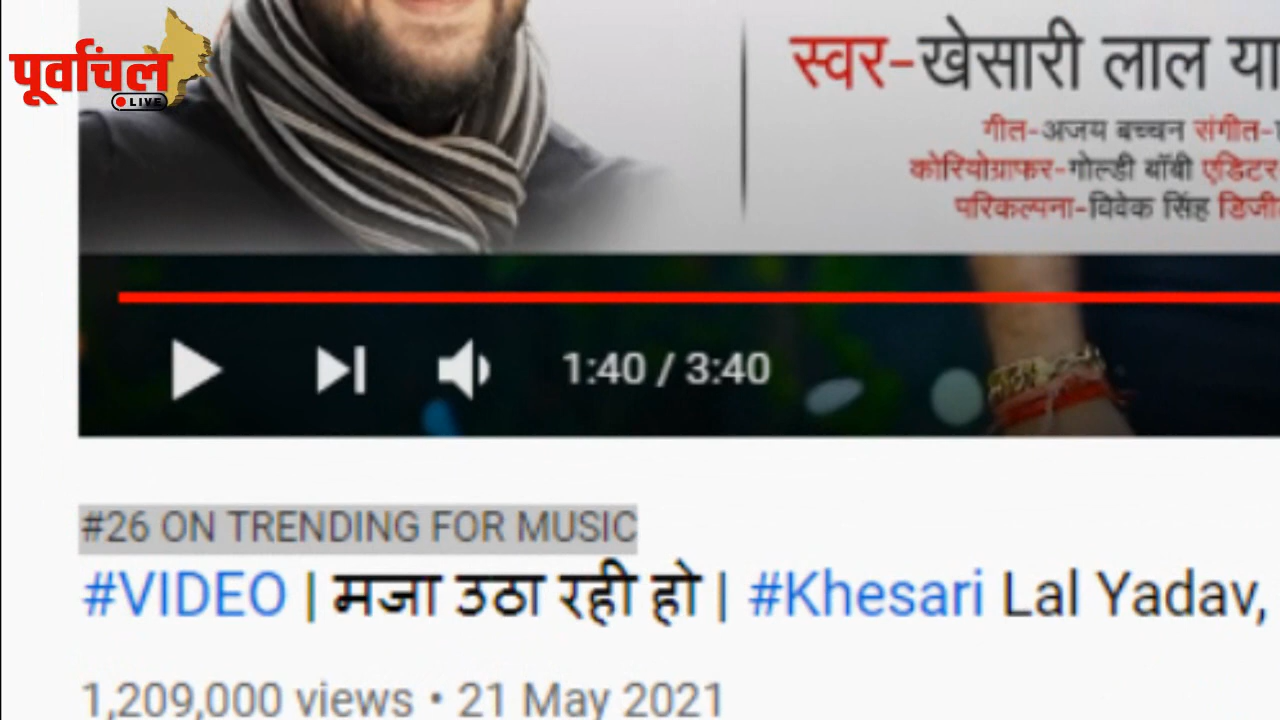 पूर्वांचल
LIVE
स्वर-खेसारी लाल या
गीत-अजय बच्चन संगीत-
कोरियोग्राफर-गोल्डी बॉबी एडिटर
परिकल्पना-विवेक सिंह डिजी
1:40 / 3:40
#26 ON TRENDING FOR MUSIC
#VIDEO | मजा उठा रही हो | #Khesari Lal Yadav,
1,209,000 views • 21 May 2021